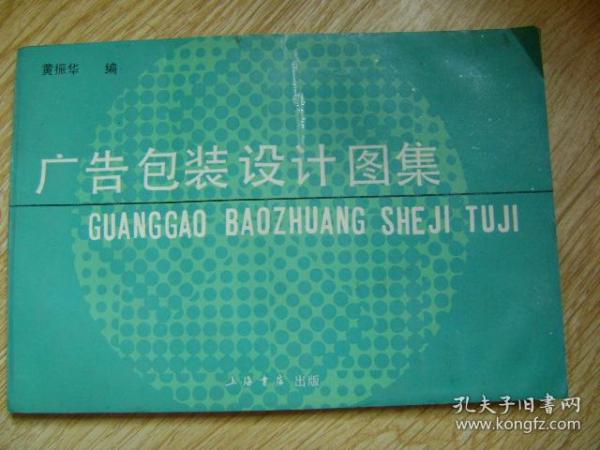 黄振华 编
广告包装设计图集
GUANGGAO BAOZHUANG SHEJI TUJI
上海书店 出版
孔夫子旧书网
www.kongfz.com